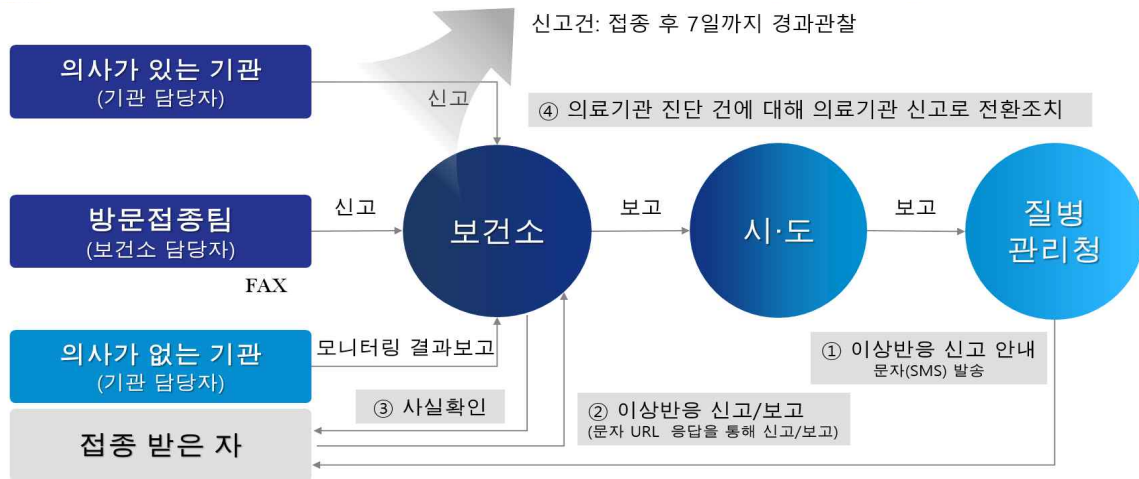 신고건: 접종 후 7일까지 경과관찰
의사가 있는 기관
(기관 담당자)
신고
④ 의료기관 진단 건에 대해 의료기관 신고로 전환조치
방문접종팀
(보건소 담당자)
신고
보건소
보고
시·도
보고
질병
관리청
FAX
의사가 없는 기관
(기관 담당자)
모니터링 결과보고
① 이상반응 신고 안내
문자(SMS) 발송
③ 사실확인
② 이상반응 신고/보고
(문자 URL 응답을 통해 신고/보고)
접종 받은 자